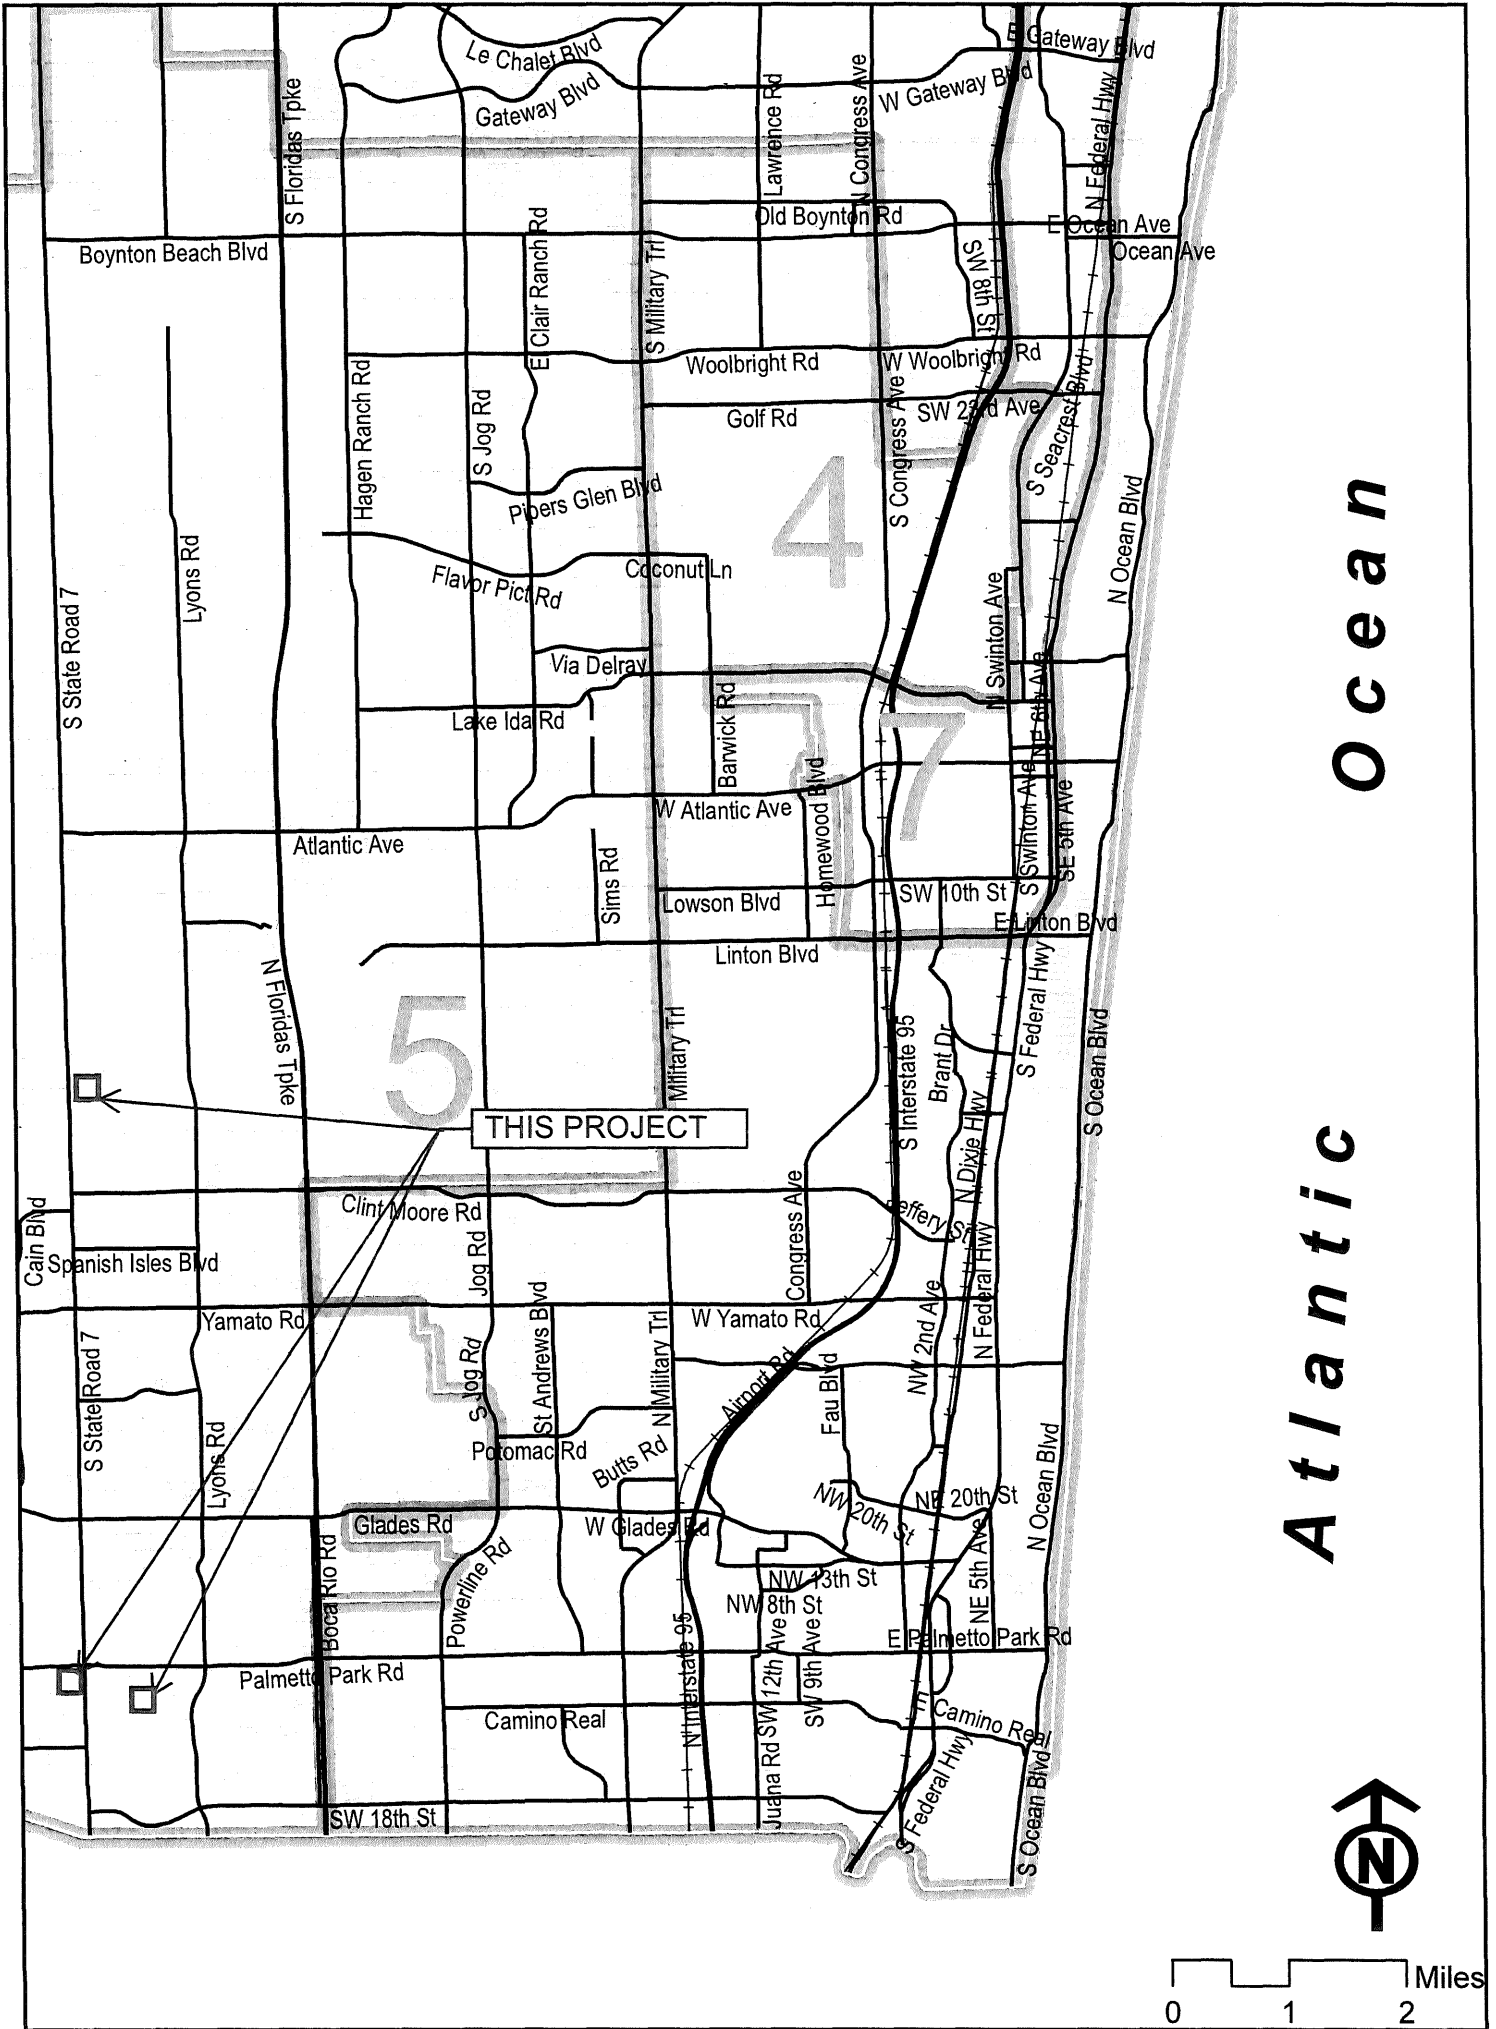 Le Chalet Blvd
E Gateway Blvd
Gateway Blvd
W Gateway Blvd
S Floridas Tpke
Lawrence Rd
N Congress Ave
N Federal Hwy
Old Boynton Rd
E Ocean Ave
Ocean Ave
Boynton Beach Blvd
El Clair Ranch Rd
S Military Trl
SW 8th St
Woolbright Rd
W Woolbright Rd
Hagen Ranch Rd
S Jog Rd
Golf Rd
S Congress Ave
SW 23rd Ave
S Seacrest Blvd
Pipers Glen Blvd
4
N Ocean Blvd
Ocean
Lyons Rd
S State Road 7
Flavor Pict Rd
Coconut Ln
N Swinton Ave
Via Delray
NE 6th Ave
Lake Ida Rd
Barwick Rd
7
W Atlantic Ave
Homewood Blvd
S Swinton Ave
SE 5th Ave
Atlantic Ave
Sims Rd
Lowson Blvd
SW 10th St
E Linton Blvd
Linton Blvd
N Floridas Tpke
5
Military Trl
S Interstate 95
Brant Dr
S Federal Hwy
S Ocean Blvd
THIS PROJECT
N Dixie Hwy
Atlantic
Cain Blvd
Clint Moore Rd
Jeffery St
Congress Ave
Jog Rd
N Federal Hwy
Spanish Isles Blvd
Yamato Rd
W Yamato Rd
St Andrews Blvd
N Military Trl
NW 2nd Ave
S State Road 7
S Jog Rd
Airport Rd
Fau Blvd
Lyons Rd
Potomac Rd
Butts Rd
N Ocean Blvd
NW 20th St
NE 20th St
Glades Rd
W Glades Rd
Boca Rio Rd
Powerline Rd
NW 13th St
NE 5th Ave
NW 8th St
E Palmetto Park Rd
Palmetto Park Rd
N Interstate 95
SW 12th Ave
SW 9th Ave
Camino Real
Camino Real
Juana Rd
S Federal Hwy
S Ocean Blvd
SW 18th St
N
Miles
0 1 2